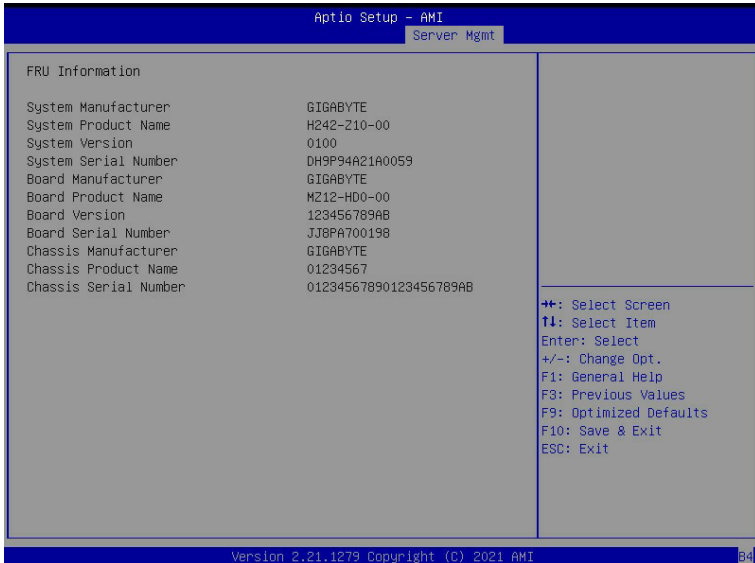 Aptio Setup – AMI
Server Mgmt
FRU Information
System Manufacturer GIGABYTE
System Product Name H242-Z10-00
System Version 0100
System Serial Number DH9P94A21A0059
Board Manufacturer GIGABYTE
Board Product Name MZ12-HD0-00
Board Version 123456789AB
Board Serial Number JJ8PA700198
Chassis Manufacturer GIGABYTE
Chassis Product Name 01234567
Chassis Serial Number 01234567890123456789AB
→←: Select Screen
↑↓: Select Item
Enter: Select
+/-: Change Opt.
F1: General Help
F3: Previous Values
F9: Optimized Defaults
F10: Save & Exit
ESC: Exit
Version 2.21.1279 Copyright (C) 2021 AMI
B4